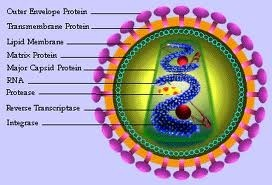 Outer Envelope Protein
Transmembrane Protein
Lipid Membrane
Matrix Protein
Major Capsid Protein
RNA
Protease
Reverse Transcriptase
Integrase